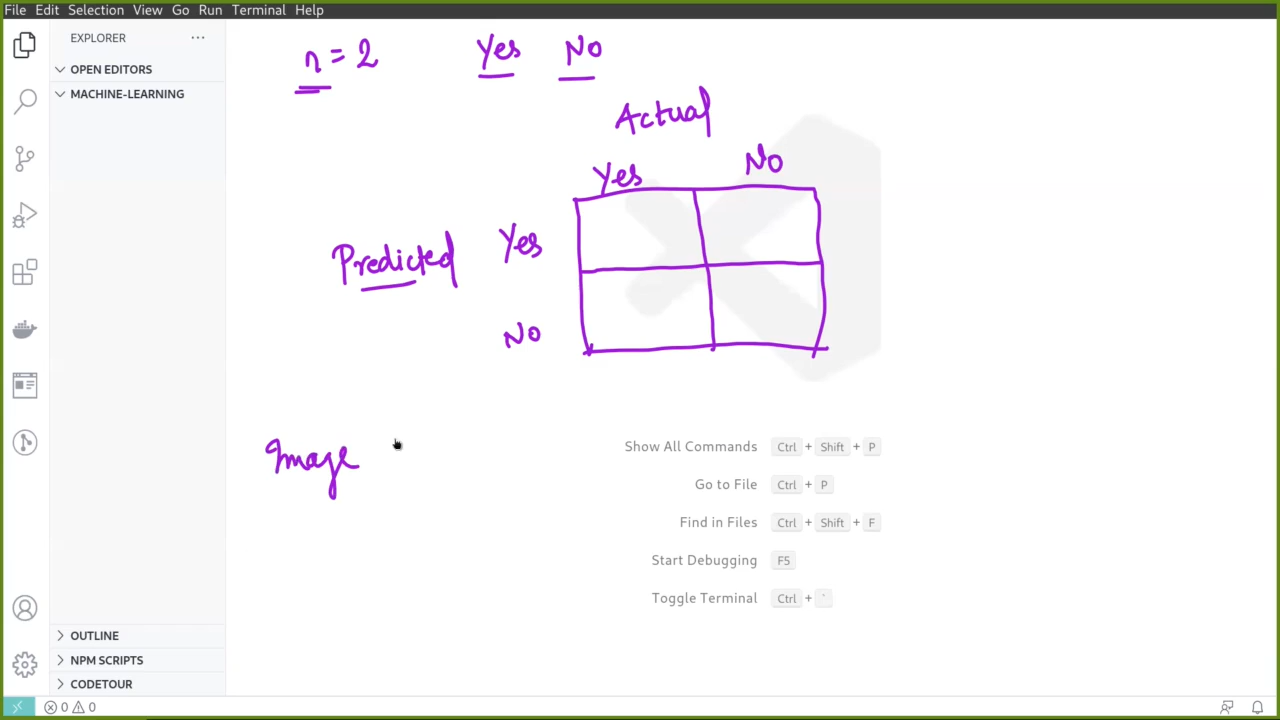 File Edit Selection View Go Run Terminal Help
EXPLORER ...
OPEN EDITORS
MACHINE-LEARNING
n = 2 Yes No
Actual
Yes No
Predicted Yes
No
Image
Show All Commands Ctrl + Shift + P
Go to File Ctrl + P
Find in Files Ctrl + Shift + F
Start Debugging F5
Toggle Terminal Ctrl + `
OUTLINE
NPM SCRIPTS
CODETOUR
0 0